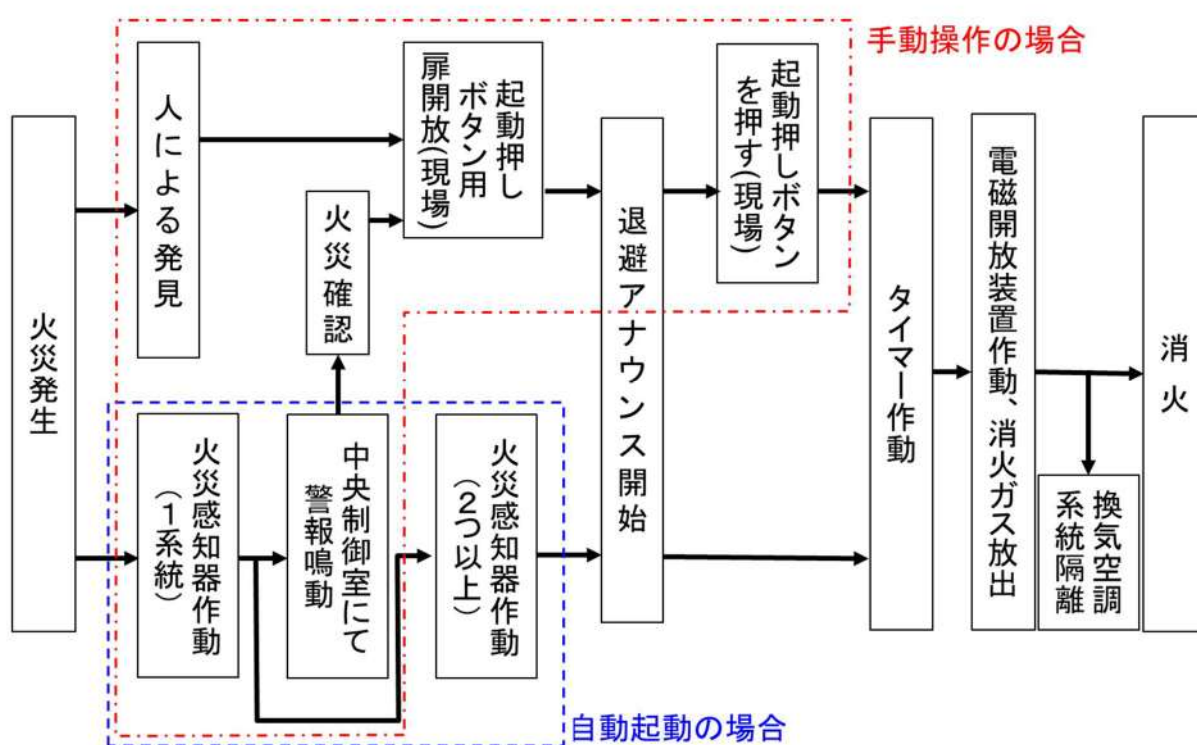 手動操作の場合
火災発生
人による発見
起動押し
ボタン用
扉開放(現場)
火災確認
火災感知器作動
(1系統)
中央制御室にて
警報鳴動
火災感知器作動
(2つ以上)
退避アナウンス開始
起動押しボタン
を押す(現場)
タイマー作動
電磁開放装置作動、消火ガス放出
換気空調
系統隔離
消火
自動起動の場合